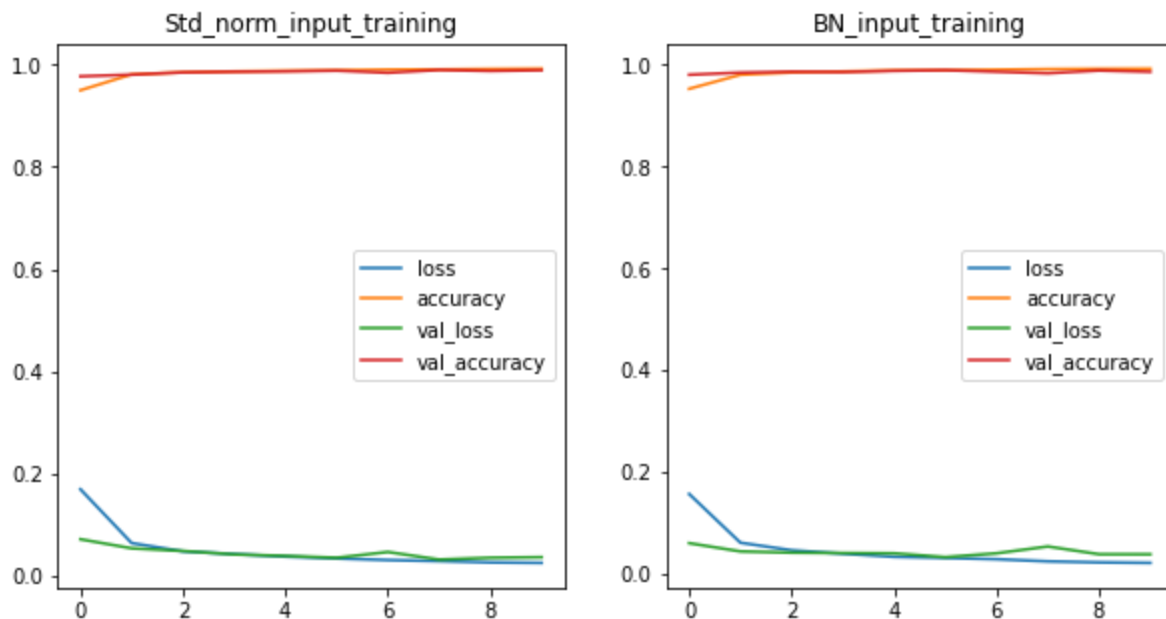 Std_norm_input_training
1.0
0.8
0.6
0.4
0.2
0.0
loss
accuracy
val_loss
val_accuracy
0 2 4 6 8
BN_input_training
1.0
0.8
0.6
0.4
0.2
0.0
loss
accuracy
val_loss
val_accuracy
0 2 4 6 8